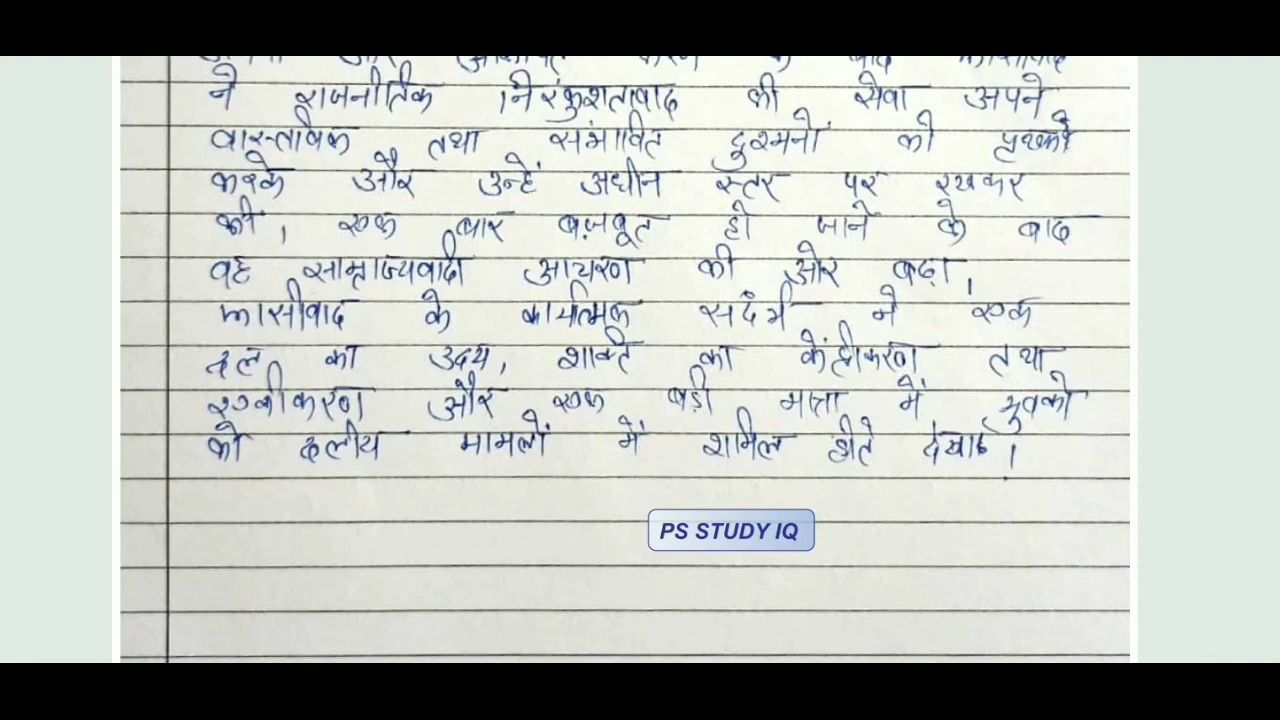 ने राजनीतिक निरंकुशतावाद की सेवा अपने
वास्तविक तथा संभावित दुश्मनों को पृथ्क
करके और उन्हें अधीन स्तर पर रखकर
की। एक बार बज़बूत हो जाने के बाद
वह साम्राज्यवादी आचरण की ओर बढ़ा।
फासीवाद के कार्यात्मक संदर्भ ने एक
दल का उदय, शक्ति का केंद्रीकरण तथा
एकीकरण और एक बड़ी मात्रा में युवको
को दलीय मामलों में शामिल होते देखा।
PS STUDY IQ